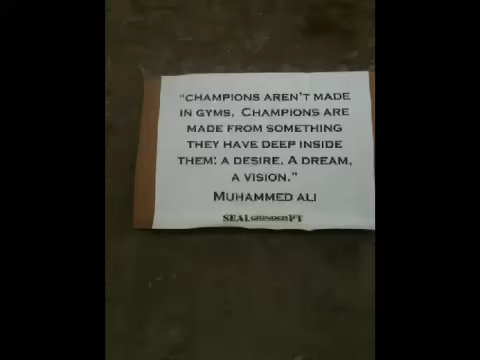 "CHAMPIONS AREN'T MADE
IN GYMS. CHAMPIONS ARE
MADE FROM SOMETHING
THEY HAVE DEEP INSIDE
THEM: A DESIRE. A DREAM,
A VISION."
MUHAMMED ALI
SEALGRINDERPT